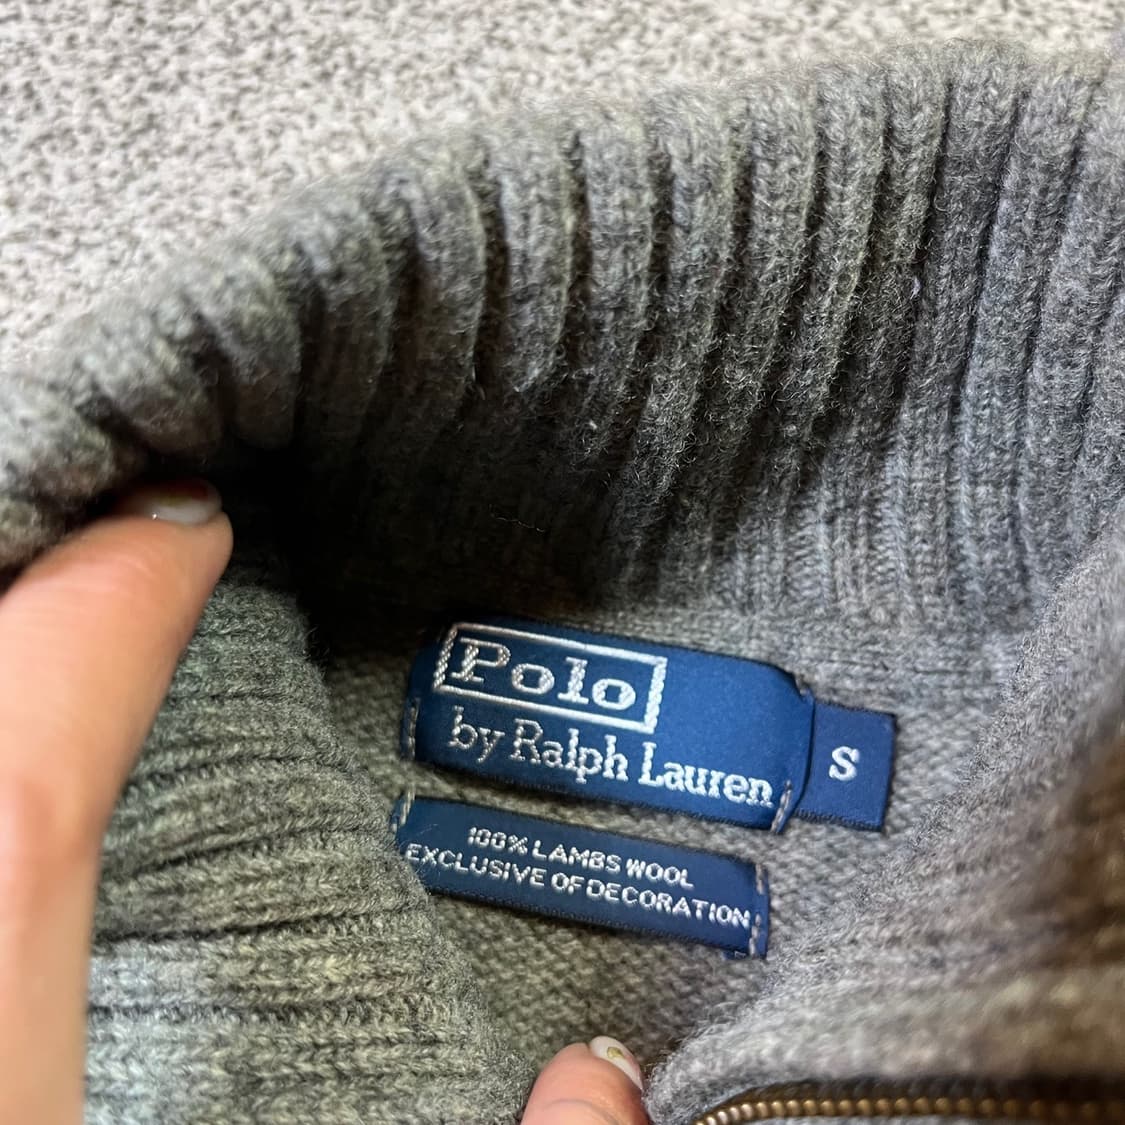 Polo
by Ralph Lauren
S
100% LAMBS WOOL
EXCLUSIVE OF DECORATION